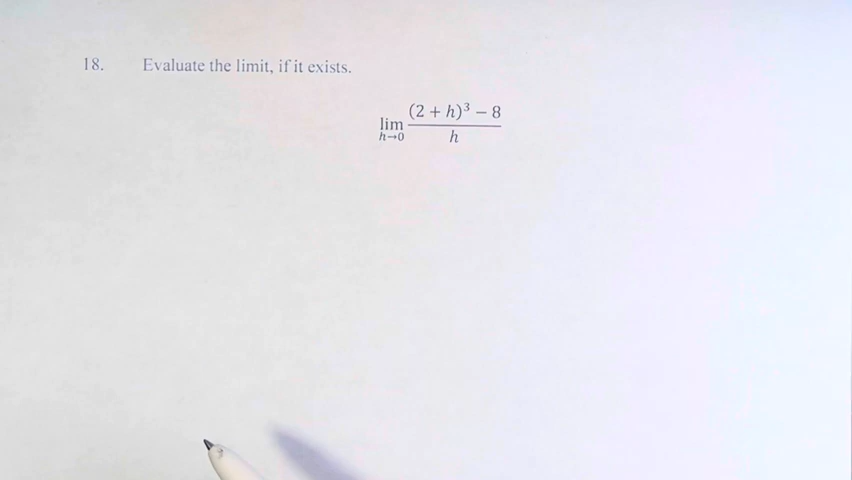 18. Evaluate the limit, if it exists.
lim h→0 (2 + h)³ − 8 / h